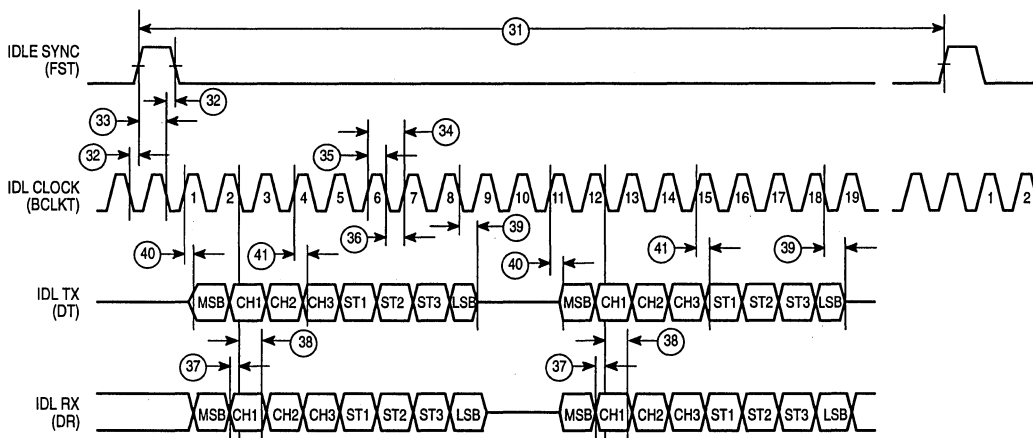 31
IDLE SYNC
(FST)
32
33
34
32
35
IDL CLOCK
(BCLKT)
1 2 3 4 5 6 7 8 9 10 11 12 13 14 15 16 17 18 19 1 2
36
39
40
41
40
41
39
IDL TX
(DT)
MSB CH1 CH2 CH3 ST1 ST2 ST3 LSB MSB CH1 CH2 CH3 ST1 ST2 ST3 LSB
38
38
37
37
IDL RX
(DR)
MSB CH1 CH2 CH3 ST1 ST2 ST3 LSB MSB CH1 CH2 CH3 ST1 ST2 ST3 LSB